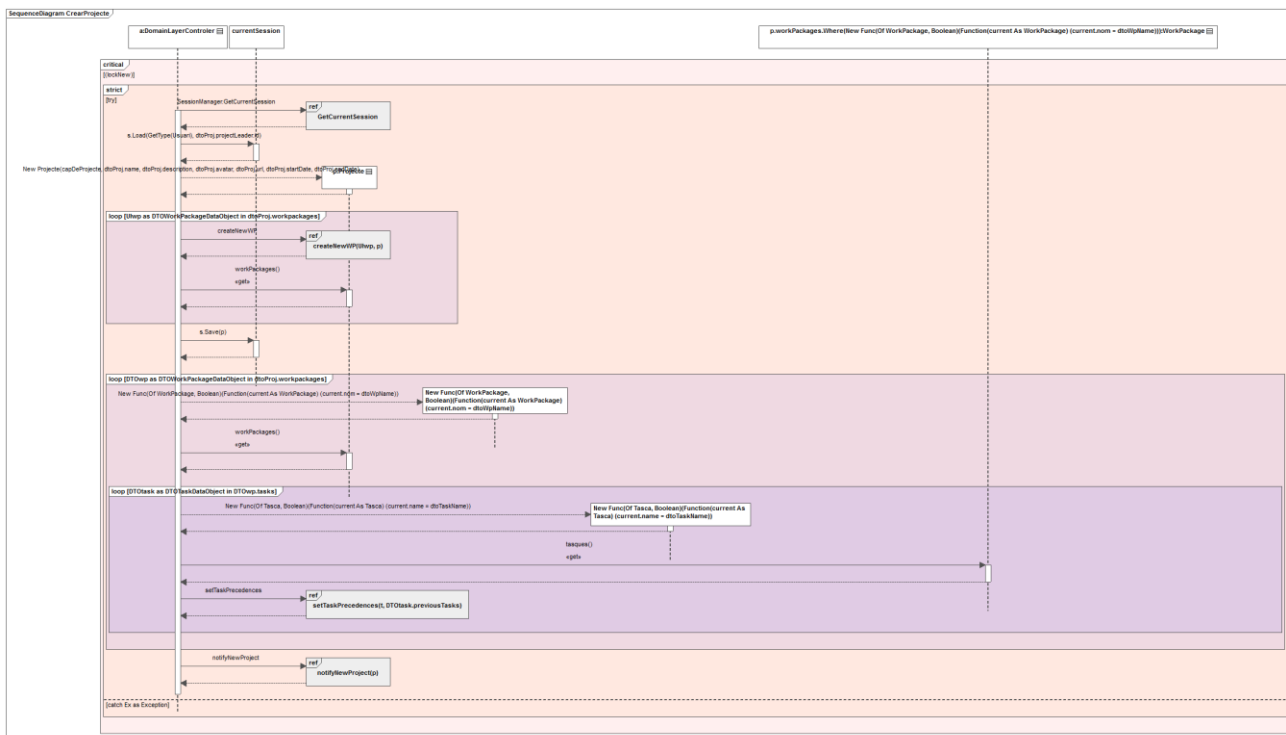 SequenceDiagram CrearProjecte
a:DomainLayerControler
currentSession
p.workPackages.Where(New Func(Of WorkPackage, Boolean)(Function(current As WorkPackage) (current.nom = dtoWpName))):WorkPackage
critical
[(lockNew)]
strict
[try]
SessionManager.GetCurrentSession
ref
GetCurrentSession
s.Load(GetType(Usuari), dtoProj.projectLeader.id)
New Projecte(capDeProjecte, dtoProj.name, dtoProj.description, dtoProj.avatar, dtoProj.url, dtoProj.startDate, dtoProj.endDate)
p:Projecte
loop [UIwp as DTOWorkPackageDataObject in dtoProj.workpackages]
createNewWP
ref
createNewWP(UIwp, p)
workPackages()
«get»
s.Save(p)
loop [DTOwp as DTOWorkPackageDataObject in dtoProj.workpackages]
New Func(Of WorkPackage, Boolean)(Function(current As WorkPackage) (current.nom = dtoWpName))
New Func(Of WorkPackage,
Boolean)(Function(current As WorkPackage)
(current.nom = dtoWpName))
workPackages()
«get»
loop [DTOtask as DTOTaskDataObject in DTOwp.tasks]
New Func(Of Tasca, Boolean)(Function(current As Tasca) (current.name = dtoTaskName))
New Func(Of Tasca, Boolean)(Function(current As
Tasca) (current.name = dtoTaskName))
tasques()
«get»
setTaskPrecedences
ref
setTaskPrecedences(t, DTOtask.previousTasks)
notifyNewProject
ref
notifyNewProject(p)
[catch Ex as Exception]